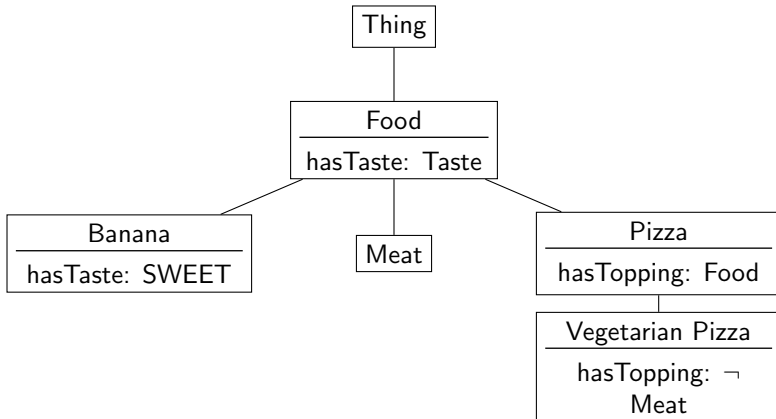 Thing
Food
hasTaste: Taste
Banana
hasTaste: SWEET
Meat
Pizza
hasTopping: Food
Vegetarian Pizza
hasTopping: ¬
Meat